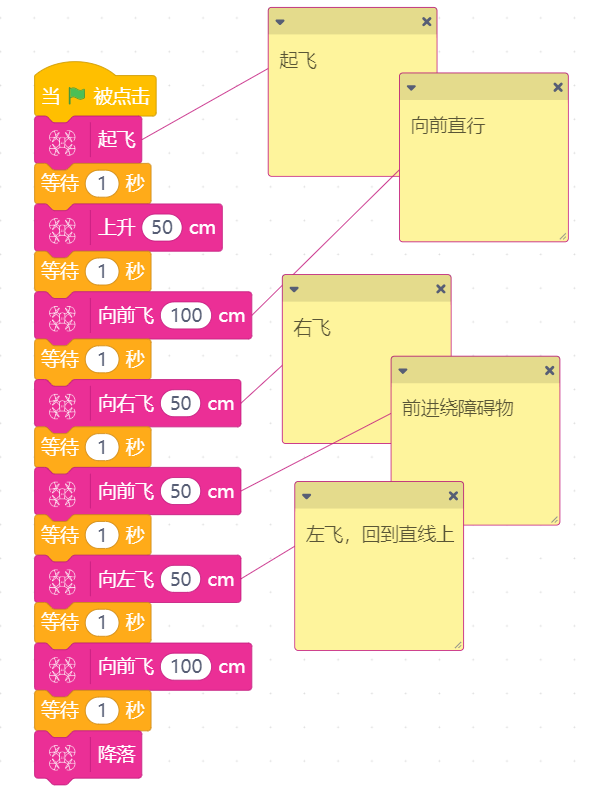 当 被点击
起飞
等待 1 秒
上升 50 cm
等待 1 秒
向前飞 100 cm
等待 1 秒
向右飞 50 cm
等待 1 秒
向前飞 50 cm
等待 1 秒
向左飞 50 cm
等待 1 秒
向前飞 100 cm
等待 1 秒
降落
起飞
向前直行
右飞
前进绕障碍物
左飞，回到直线上